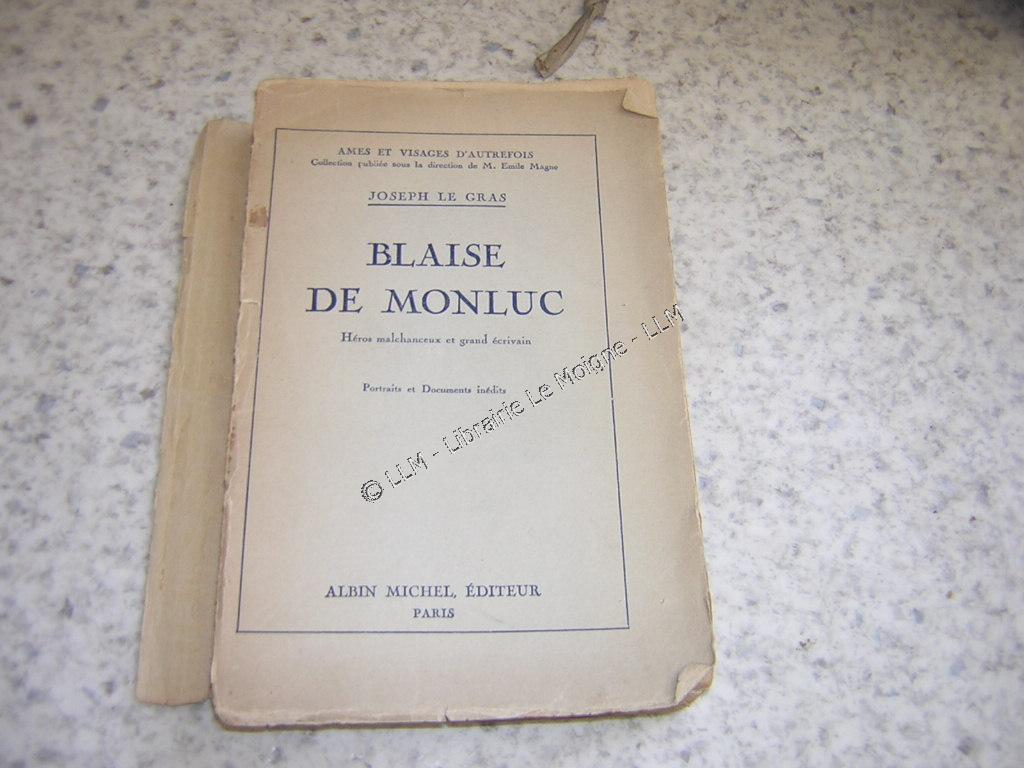 AMES ET VISAGES D'AUTREFOIS
Collection publiée sous la direction de M. Emile Magne
JOSEPH LE GRAS
BLAISE
DE MONLUC
Héros malchanceux et grand écrivain
Portraits et Documents inédits
© LLM - Librairie Le Moigne - LLM
ALBIN MICHEL, ÉDITEUR
PARIS